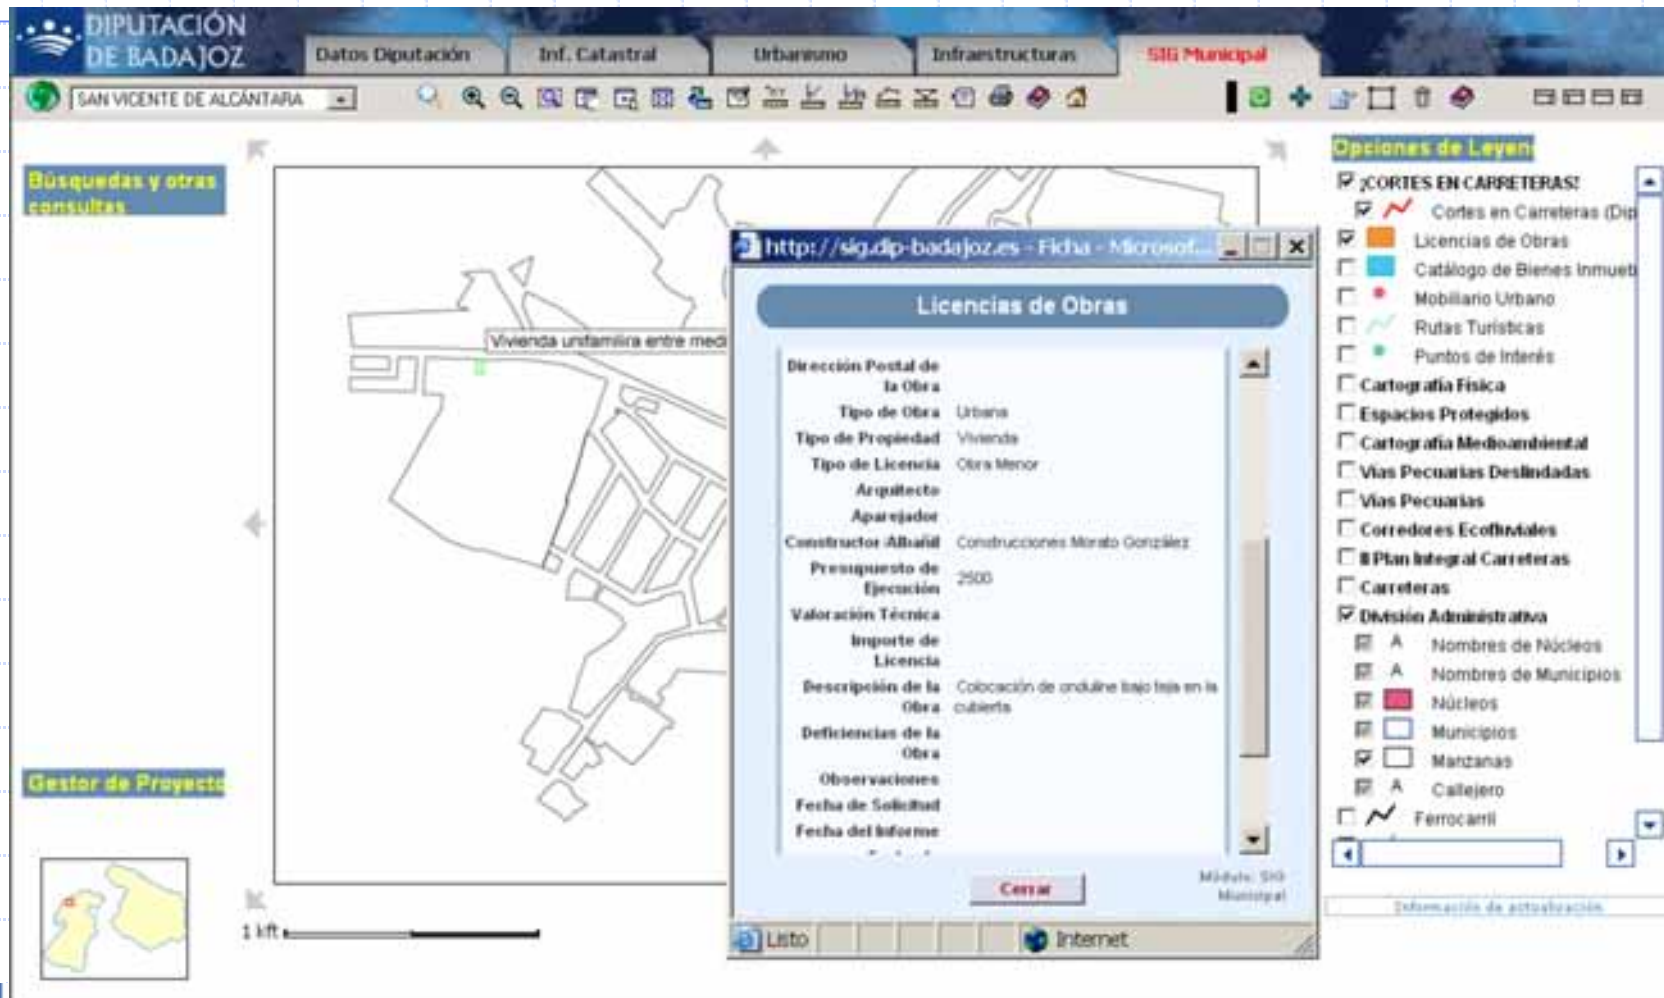 DIPUTACIÓN
DE BADAJOZ
Datos Diputación
Inf. Catastral
Urbanismo
Infraestructuras
SIG Municipal
SAN VICENTE DE ALCÁNTARA
Búsquedas y otras
consultas
Vivienda unifamilira entre medi
Gestor de Proyecto
1 kft
http://sig.dip-badajoz.es - Ficha - Microsof...
Licencias de Obras
Dirección Postal de
la Obra
Tipo de Obra Urbana
Tipo de Propiedad Vivienda
Tipo de Licencia Obra Menor
Arquitecto
Aparejador
Constructor-Albañil Construcciones Morato González
Presupuesto de
Ejecución 2500
Valoración Técnica
Importe de
Licencia
Descripción de la Colocación de onduline bajo teja en la
Obra cubierta
Deficiencias de la
Obra
Observaciones
Fecha de Solicitud
Fecha del Informe
Cerrar
Módulo: SIG
Municipal
Listo
Internet
Opciones de Leyen
¡CORTES EN CARRETERAS!
Cortes en Carreteras (Dip
Licencias de Obras
Catálogo de Bienes Inmueb
Mobiliario Urbano
Rutas Turísticas
Puntos de Interés
Cartografía Física
Espacios Protegidos
Cartografía Medioambiental
Vías Pecuarias Deslindadas
Vías Pecuarias
Corredores Ecofluviales
II Plan Integral Carreteras
Carreteras
División Administrativa
A Nombres de Núcleos
A Nombres de Municipios
Núcleos
Municipios
Manzanas
A Callejero
Ferrocarril
Información de actualización